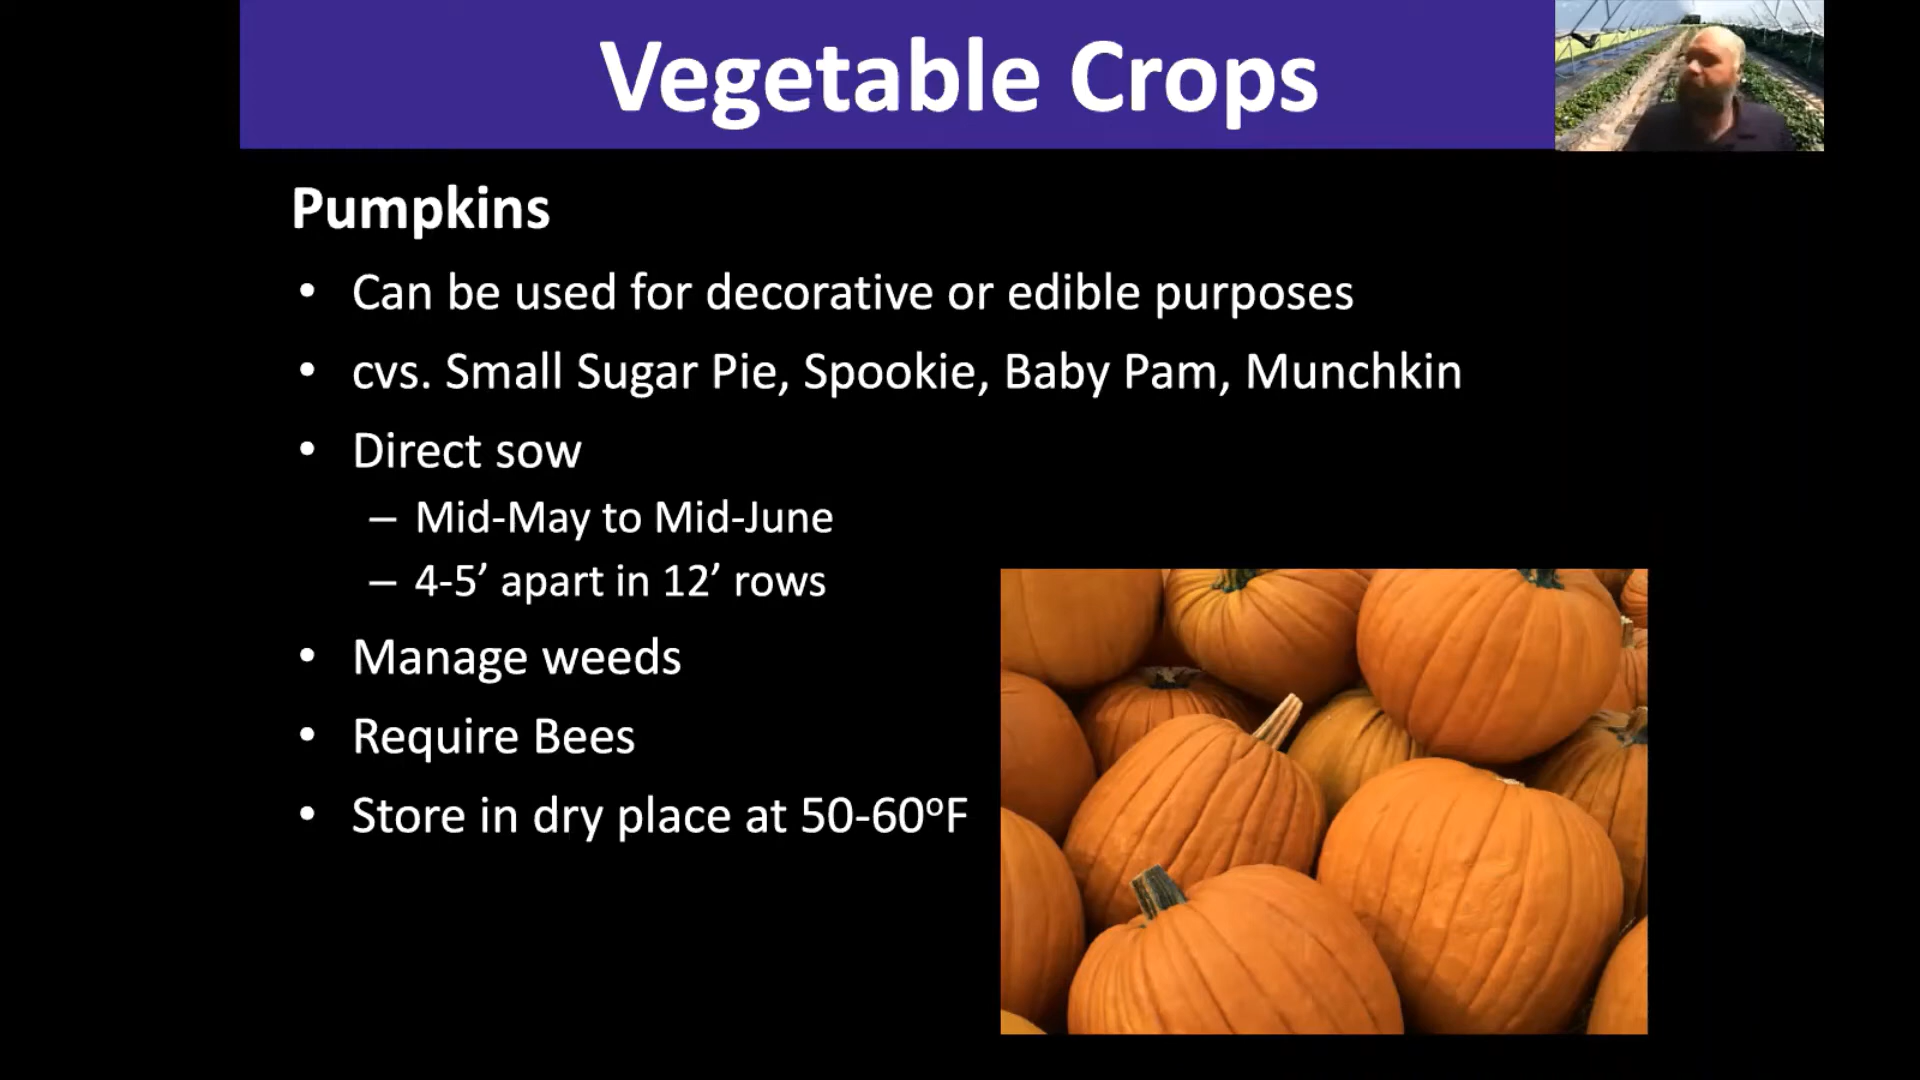 Vegetable Crops
Pumpkins
• Can be used for decorative or edible purposes
• cvs. Small Sugar Pie, Spookie, Baby Pam, Munchkin
• Direct sow
– Mid-May to Mid-June
– 4-5’ apart in 12’ rows
• Manage weeds
• Require Bees
• Store in dry place at 50-60ºF